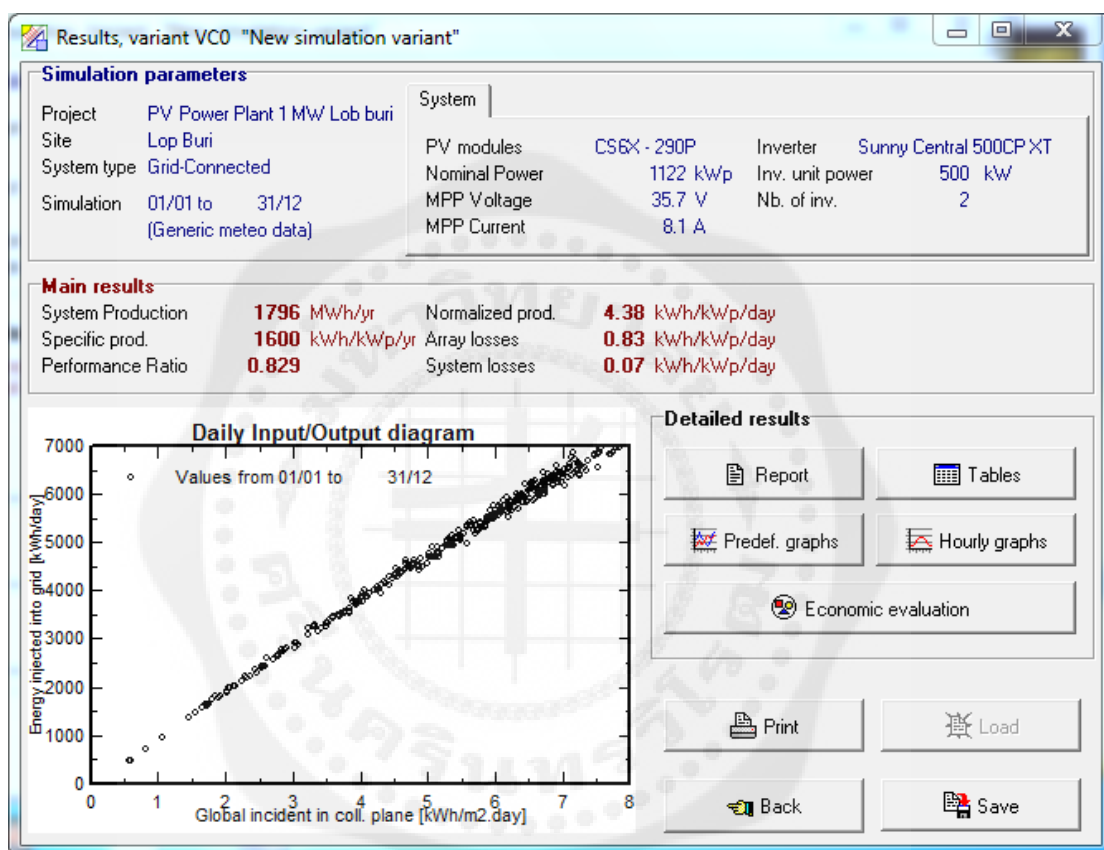 Results, variant VC0 "New simulation variant"
Simulation parameters
Project PV Power Plant 1 MW Lob buri
Site Lop Buri
System type Grid-Connected
Simulation 01/01 to 31/12
(Generic meteo data)
System
PV modules CS6X - 290P Inverter Sunny Central 500CP XT
Nominal Power 1122 kWp Inv. unit power 500 kW
MPP Voltage 35.7 V Nb. of inv. 2
MPP Current 8.1 A
Main results
System Production 1796 MWh/yr Normalized prod. 4.38 kWh/kWp/day
Specific prod. 1600 kWh/kWp/yr Array losses 0.83 kWh/kWp/day
Performance Ratio 0.829 System losses 0.07 kWh/kWp/day
Daily Input/Output diagram
Values from 01/01 to 31/12
Energy injected into grid [kWh/day]
7000
6000
5000
4000
3000
2000
1000
0
0 1 2 3 4 5 6 7 8
Global incident in coll. plane [kWh/m2.day]
Detailed results
Report Tables
Predef. graphs Hourly graphs
Economic evaluation
Print Load
Back Save